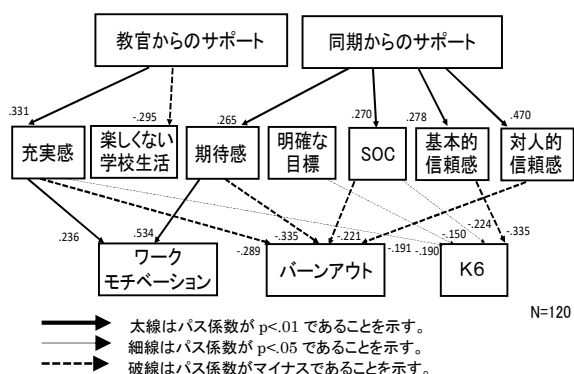 教官からのサポート
同期からのサポート
.331
-.295
.265
.270
.278
.470
充実感
楽しくない
学校生活
期待感
明確な
目標
SOC
基本的
信頼感
対人的
信頼感
.236
.534
-.289
-.335
-.221
-.191
-.190
-.150
-.224
-.335
ワーク
モチベーション
バーンアウト
K6
N=120
太線はパス係数が p<.01 であることを示す。
細線はパス係数が p<.05 であることを示す。
破線はパス係数がマイナスであることを示す。